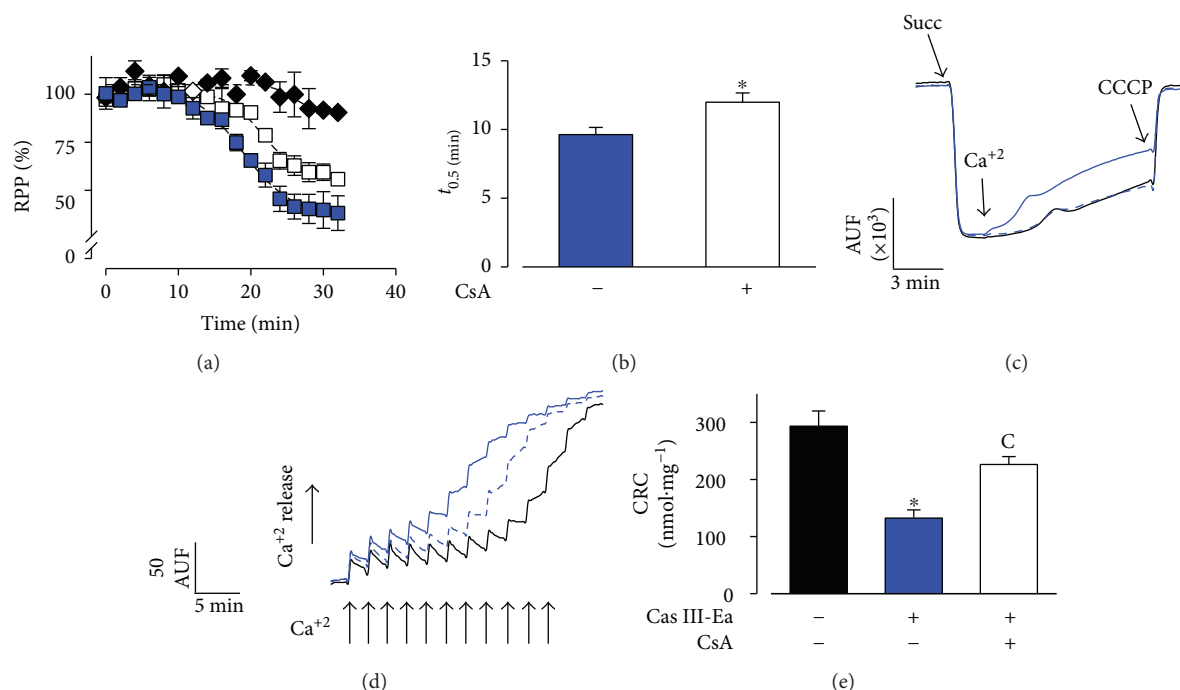 RPP (%)
100
75
50
0
0 10 20 30 40
Time (min)
(a)
t0.5 (min)
15
10
5
0
*
CsA − +
(b)
Succ
Ca+2
CCCP
AUF
(×10³)
3 min
(c)
Ca+2 release
50
AUF
5 min
Ca+2
(d)
CRC
(nmol·mg−1)
300
200
100
0
*
C
Cas III-Ea − + +
CsA − − +
(e)